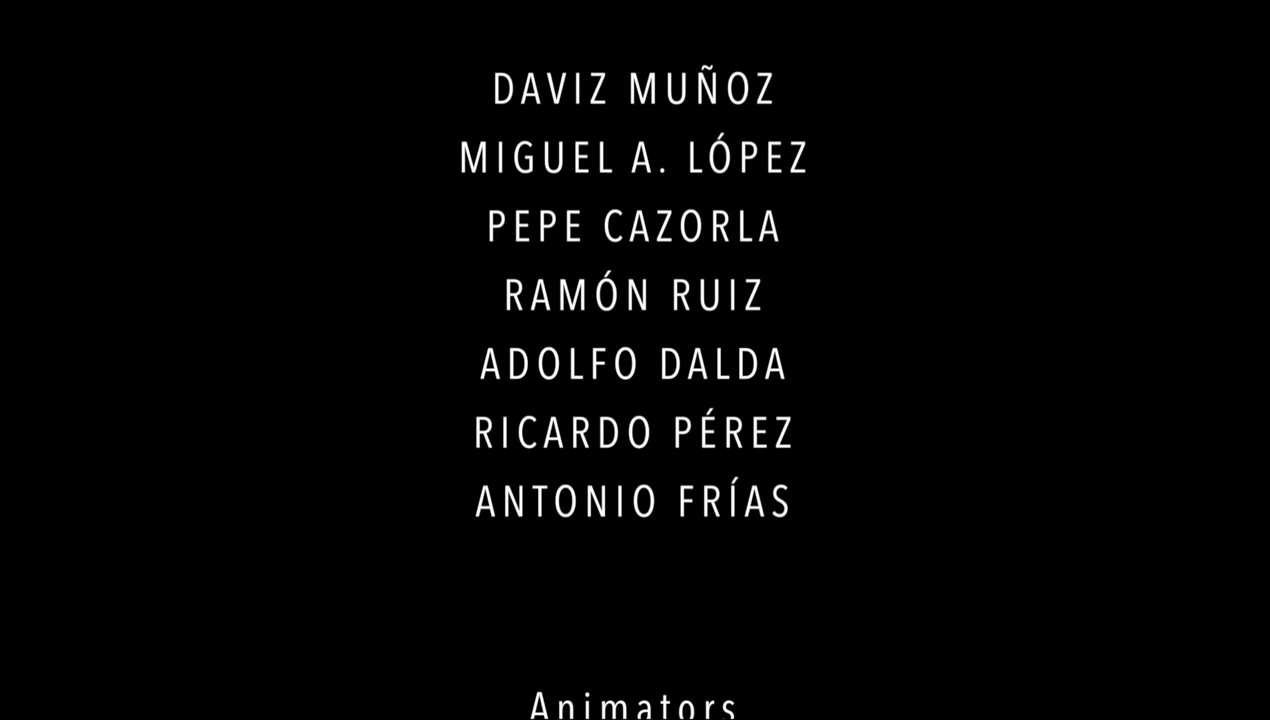 DAVIZ MUÑOZ
MIGUEL A. LÓPEZ
PEPE CAZORLA
RAMÓN RUIZ
ADOLFO DALDA
RICARDO PÉREZ
ANTONIO FRÍAS
Animators